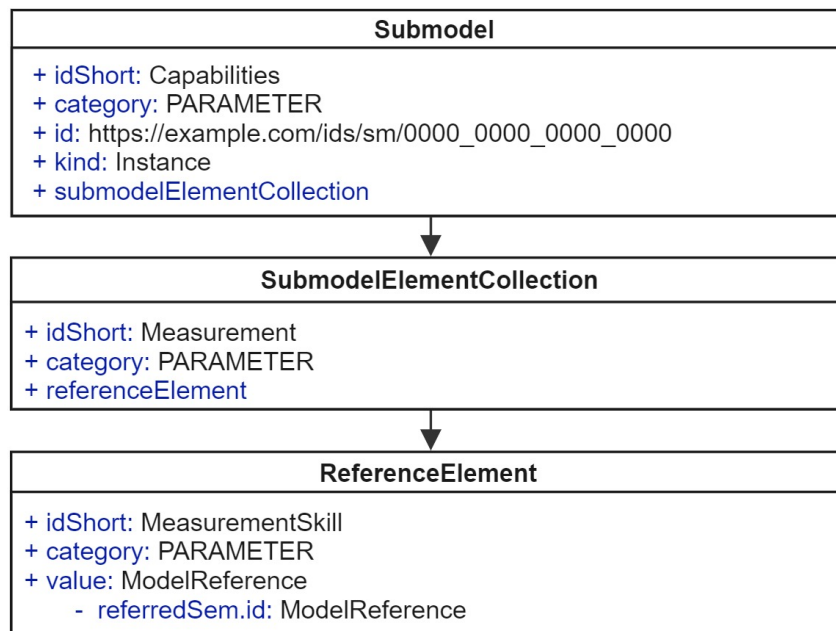 Submodel
+ idShort: Capabilities
+ category: PARAMETER
+ id: https://example.com/ids/sm/0000_0000_0000_0000
+ kind: Instance
+ submodelElementCollection
SubmodelElementCollection
+ idShort: Measurement
+ category: PARAMETER
+ referenceElement
ReferenceElement
+ idShort: MeasurementSkill
+ category: PARAMETER
+ value: ModelReference
- referredSem.id: ModelReference